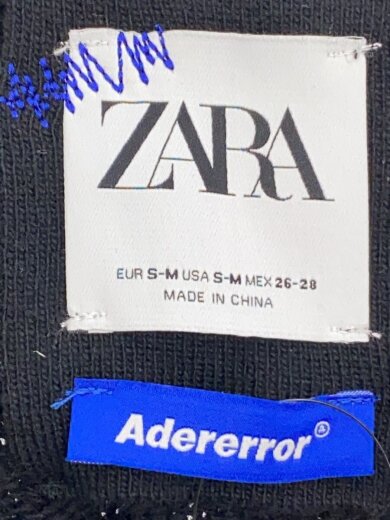 ZARA
EUR S-M USA S-M MEX 26-28
MADE IN CHINA
Adererror®